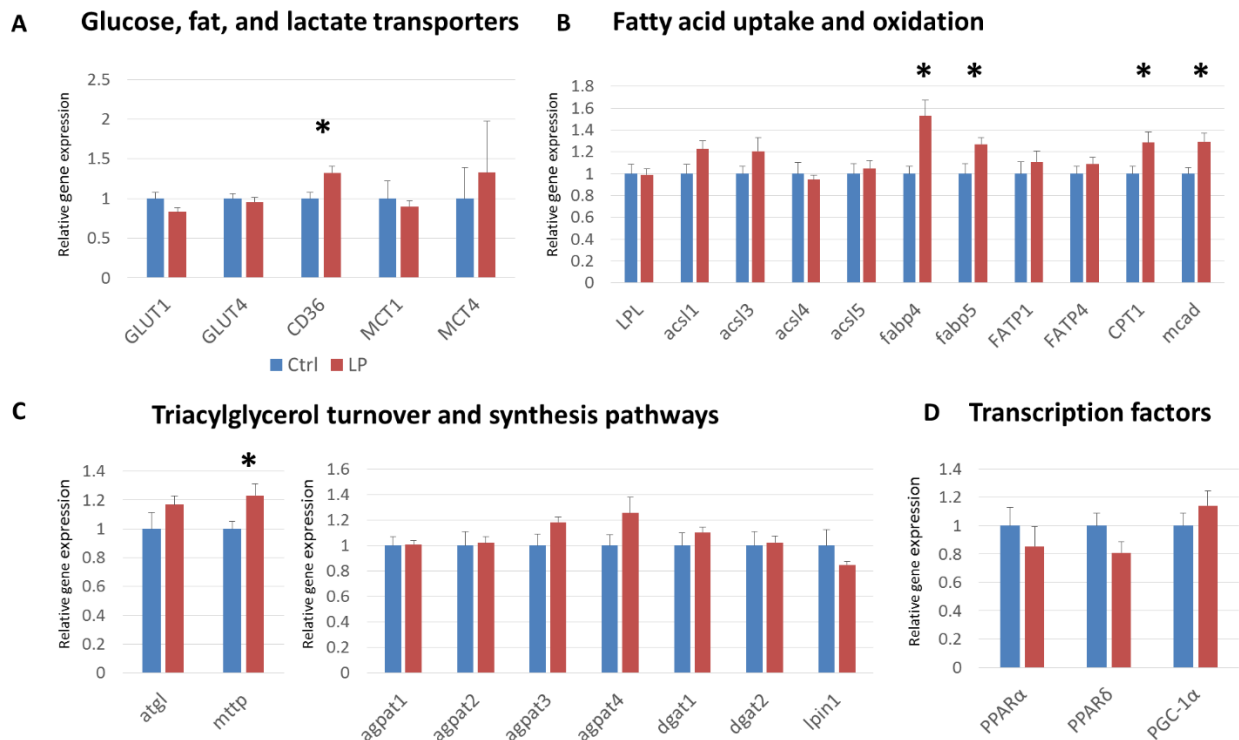 A Glucose, fat, and lactate transporters
Relative gene expression
2.5
2
1.5
1
0.5
0
*
GLUT1 GLUT4 CD36 MCT1 MCT4
Ctrl LP
B Fatty acid uptake and oxidation
Relative gene expression
1.8
1.6
1.4
1.2
1
0.8
0.6
0.4
0.2
0
* * * *
LPL acsl1 acsl3 acsl4 acsl5 fabp4 fabp5 FATP1 FATP4 CPT1 mcad
C Triacylglycerol turnover and synthesis pathways
Relative gene expression
1.4
1.2
1
0.8
0.6
0.4
0.2
0
*
atgl mttp
Relative gene expression
1.6
1.4
1.2
1
0.8
0.6
0.4
0.2
0
agpat1 agpat2 agpat3 agpat4 dgat1 dgat2 lpin1
D Transcription factors
Relative gene expression
1.4
1.2
1
0.8
0.6
0.4
0.2
0
PPARα PPARδ PGC-1α